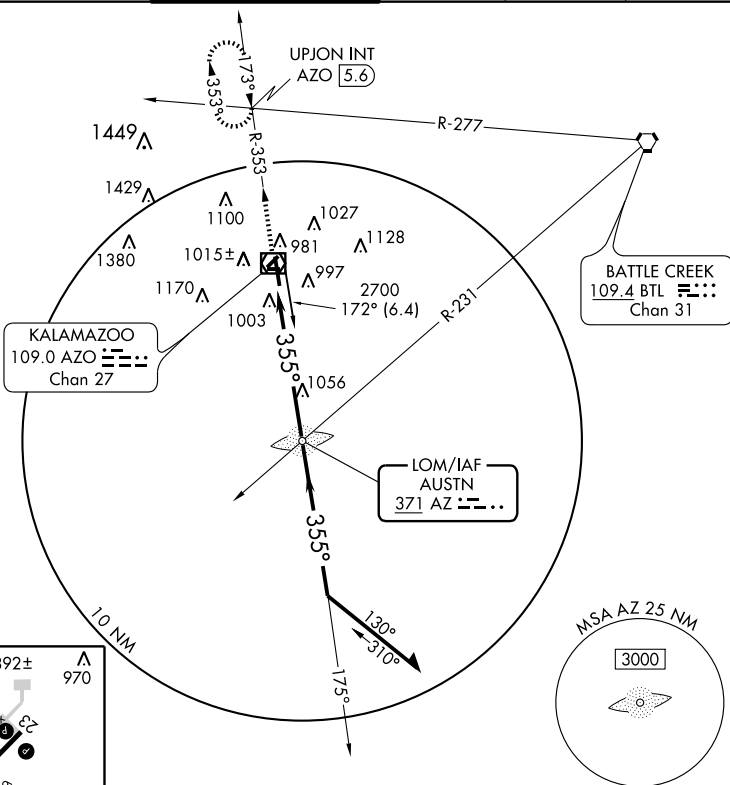 UPJON INT
AZO 5.6
173°
353°
R-353
R-277
1449
1429
1100
1027
1380
1015±
981
1128
997
1170
2700
172° (6.4)
1003
R-231
BATTLE CREEK
109.4 BTL
Chan 31
KALAMAZOO
109.0 AZO
Chan 27
355°
1056
LOM/IAF
AUSTN
371 AZ
355°
10 NM
130°
310°
175°
MSA AZ 25 NM
3000
970
23
P
P